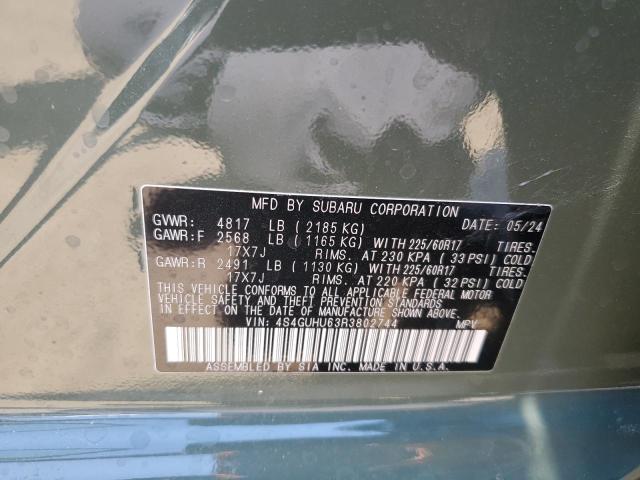 MFD BY SUBARU CORPORATION
GVWR: 4817 LB ( 2185 KG) DATE: 05/24
GAWR:F 2568 LB ( 1165 KG) WITH 225/60R17 TIRES.
17X7J RIMS. AT 230 KPA ( 33 PSI) COLD
GAWR:R 2491 LB ( 1130 KG) WITH 225/60R17 TIRES.
17X7J RIMS. AT 220 KPA ( 32 PSI) COLD
THIS VEHICLE CONFORMS TO ALL APPLICABLE FEDERAL MOTOR
VEHICLE SAFETY AND THEFT PREVENTION STANDARDS
IN EFFECT ON THE DATE OF MANUFACTURE SHOWN ABOVE.
VIN: 4S4GUHU63R3802744 MPV
ASSEMBLED BY SIA INC. MADE IN U.S.A.